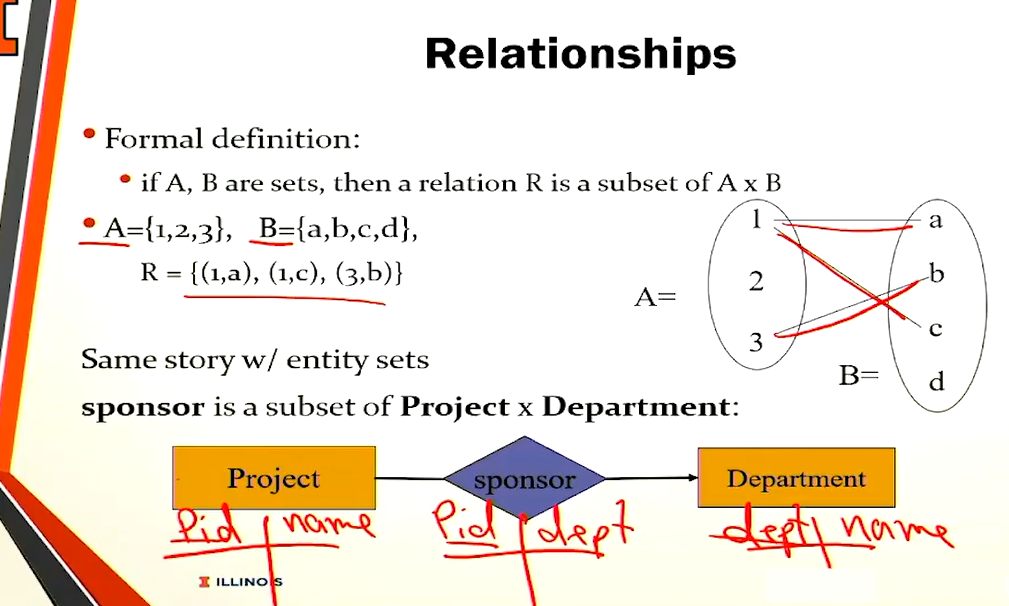 Relationships
• Formal definition:
• if A, B are sets, then a relation R is a subset of A x B
• A={1,2,3}, B={a,b,c,d},
R = {(1,a), (1,c), (3,b)}
A=
1
2
3
a
b
c
d
B=
Same story w/ entity sets
sponsor is a subset of Project x Department:
Project sponsor Department
Pid name Pid dept dept name
I ILLINOIS